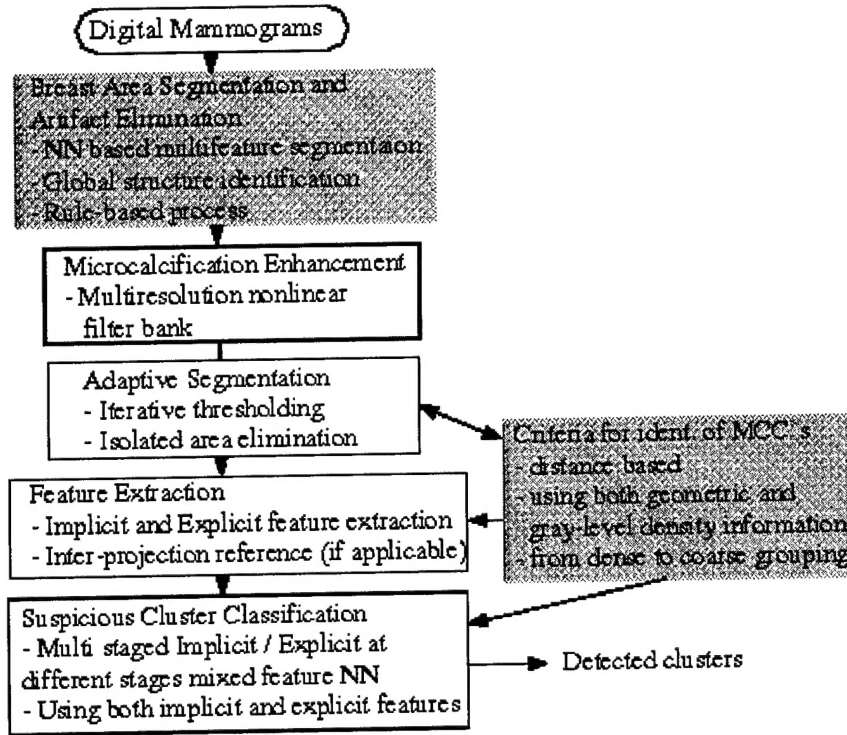 Digital Mammograms
Breast Area Segmentation and
Artifact Elimination
- NN based multifeature segmentaion
- Global structure identification
- Rule-based process
Microcalcification Enhancement
- Multiresolution nonlinear
filter bank
Adaptive Segmentation
- Iterative thresholding
- Isolated area elimination
Criteria for ident. of MCC's
- distance based
- using both geometric and
gray-level density information
- from dense to coarse grouping
Feature Extraction
- Implicit and Explicit feature extraction
- Inter-projection reference (if applicable)
Suspicious Cluster Classification
- Multi staged Implicit / Explicit at
different stages mixed feature NN
- Using both implicit and explicit features
Detected clusters